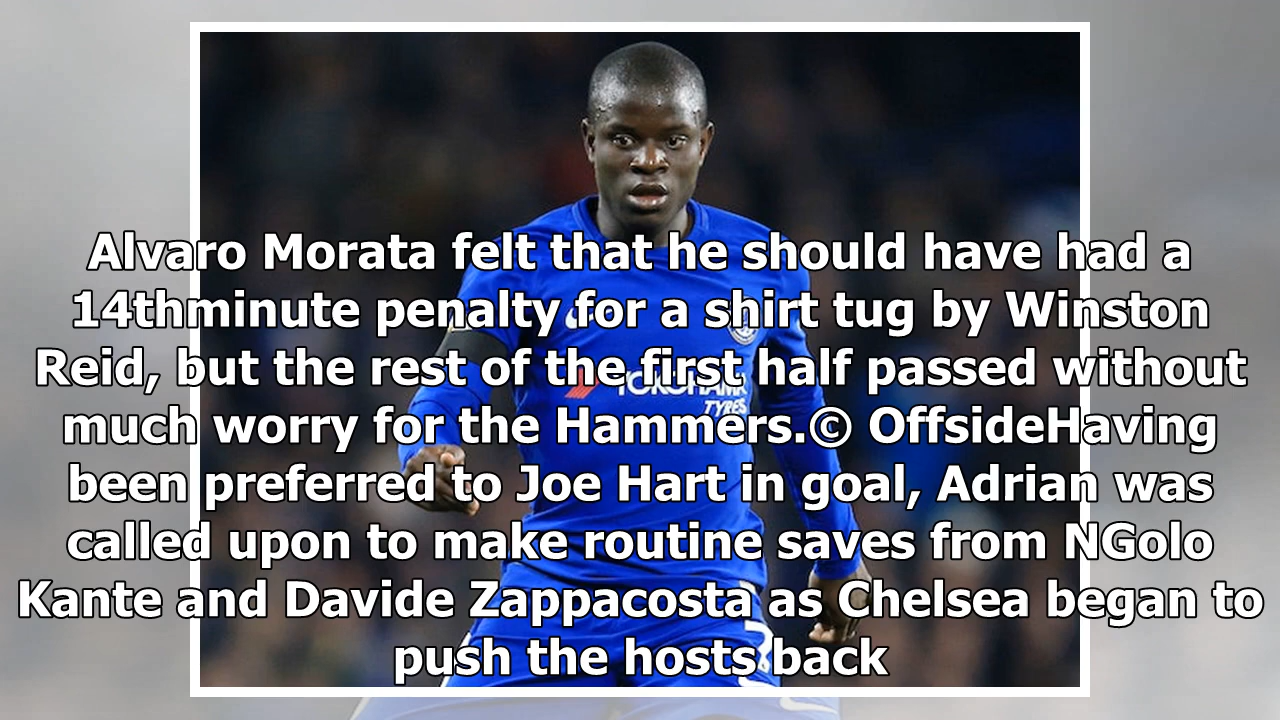 Alvaro Morata felt that he should have had a
14thminute penalty for a shirt tug by Winston
Reid, but the rest of the first half passed without
much worry for the Hammers.© OffsideHaving
been preferred to Joe Hart in goal, Adrian was
called upon to make routine saves from NGolo
Kante and Davide Zappacosta as Chelsea began to
push the hosts back
YOKOHAMA
TYRES
7